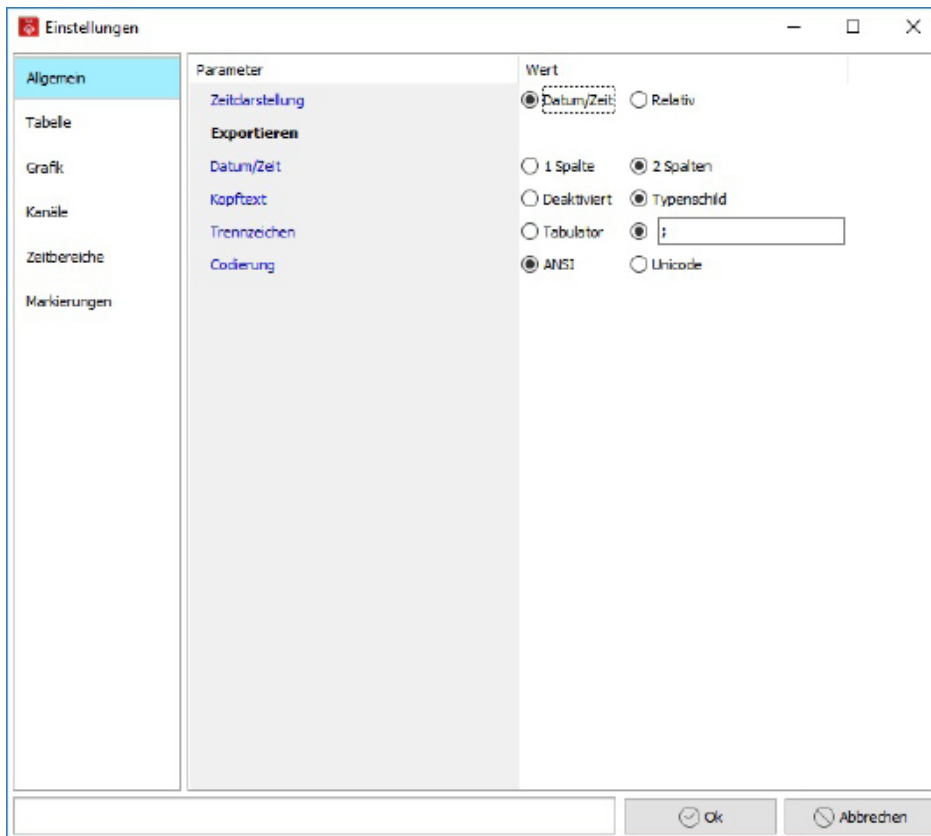 Einstellungen
Allgemein
Tabelle
Grafik
Kanäle
Zeitbereiche
Markierungen
Parameter Wert
Zeitdarstellung Datum/Zeit Relativ
Exportieren
Datum/Zeit 1 Spalte 2 Spalten
Kopftext Deaktiviert Typenschild
Trennzeichen Tabulator ;
Codierung ANSI Unicode
Ok Abbrechen